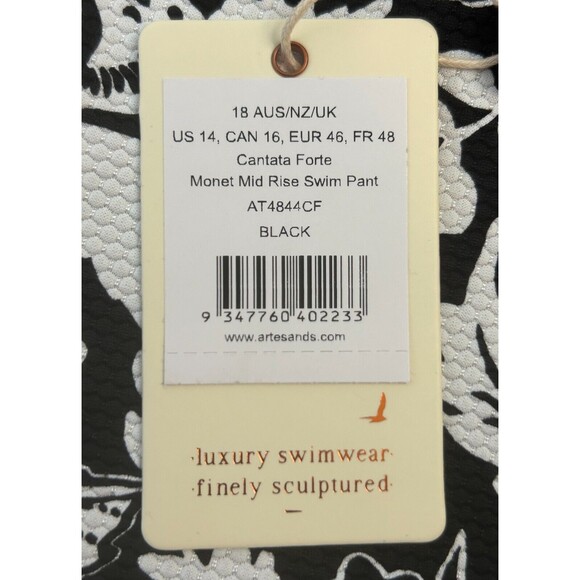 18 AUS/NZ/UK
US 14, CAN 16, EUR 46, FR 48
Cantata Forte
Monet Mid Rise Swim Pant
AT4844CF
BLACK
9 347760 402233
www.artesands.com
·luxury swimwear·
·finely sculptured·